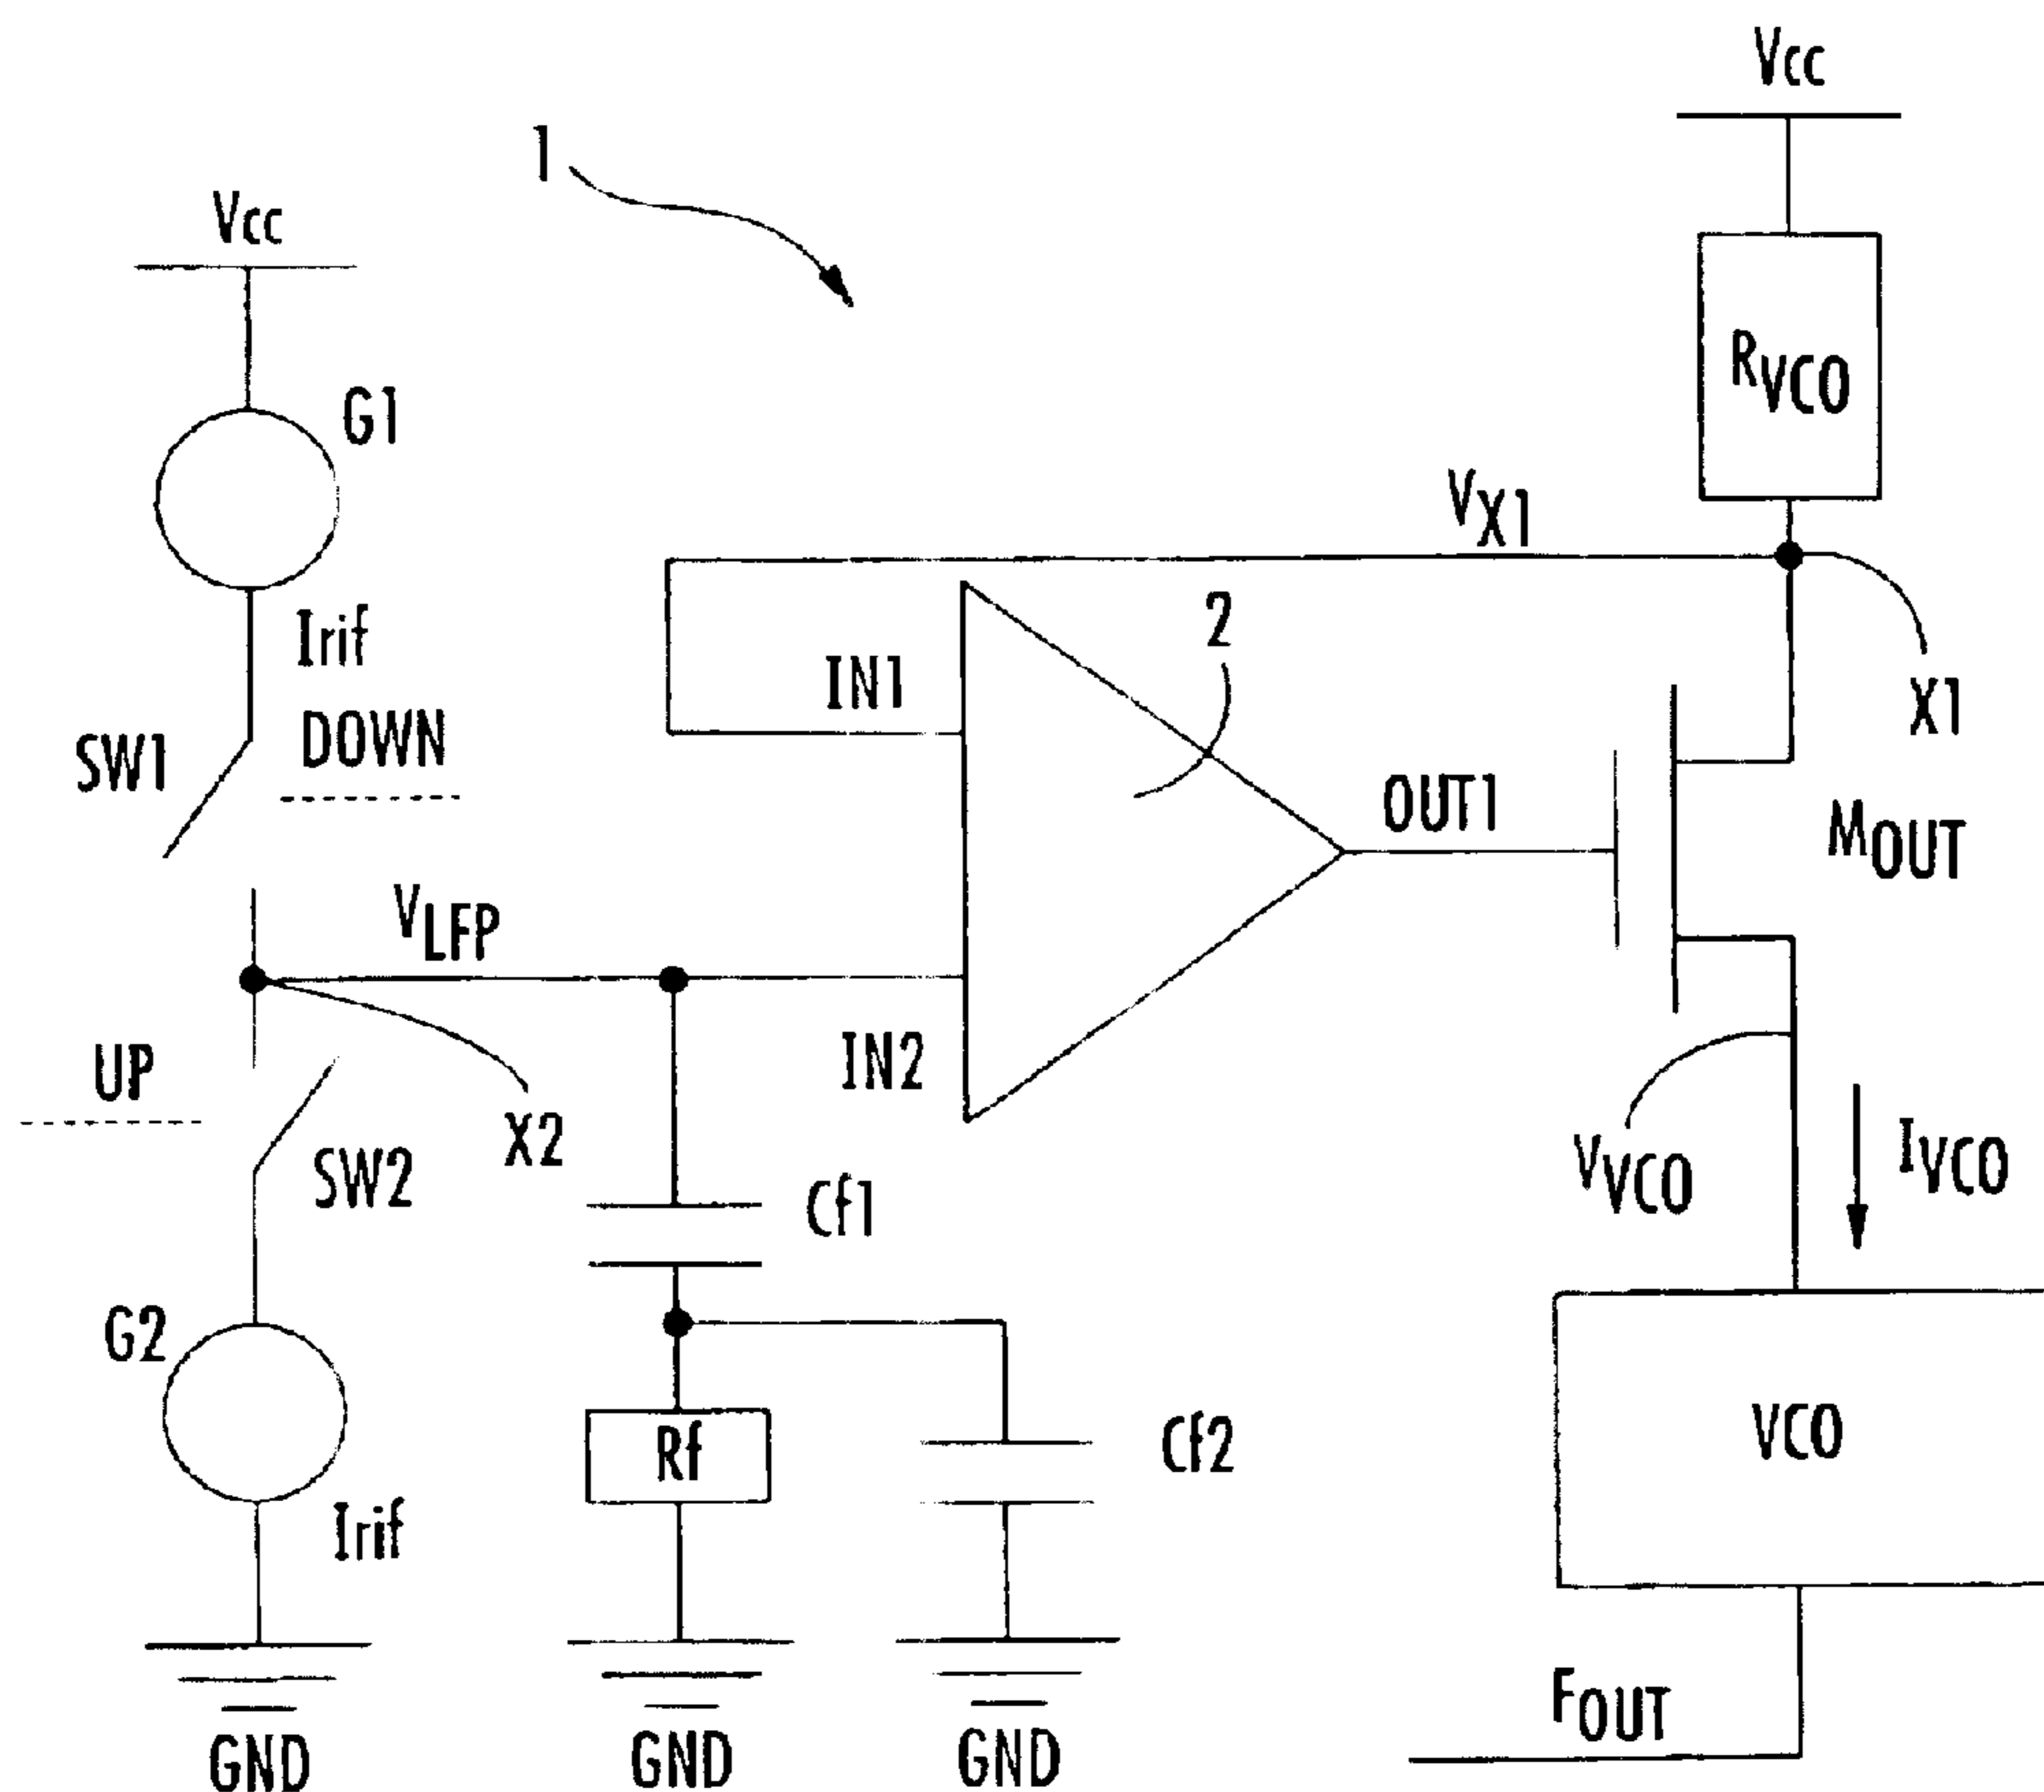 Vcc
1
Vcc
G1
RVCO
VX1
Irif
2
IN1
X1
SW1
DOWN
OUT1
MOUT
VLFP
IN2
UP
X2
SW2
VVCO
IVCO
Cf1
G2
Rf
Cf2
VCO
Irif
FOUT
GND
GND
GND